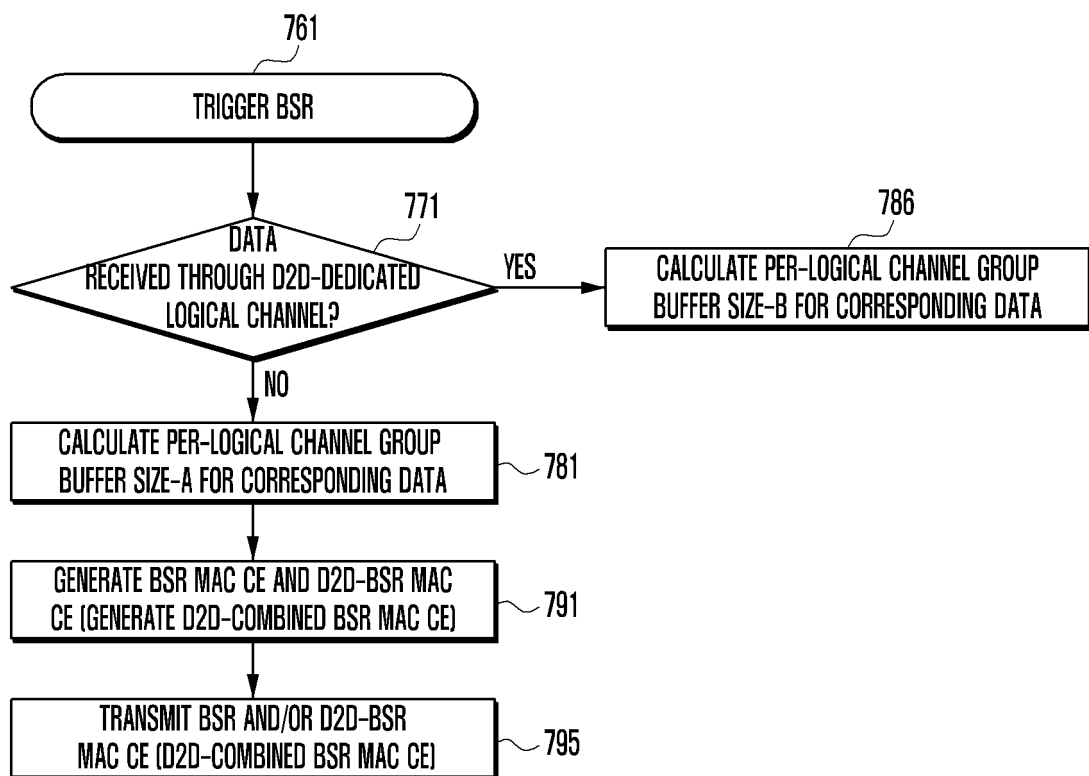 761
TRIGGER BSR
771
DATA
RECEIVED THROUGH D2D-DEDICATED
LOGICAL CHANNEL?
YES
786
CALCULATE PER-LOGICAL CHANNEL GROUP
BUFFER SIZE-B FOR CORRESPONDING DATA
NO
CALCULATE PER-LOGICAL CHANNEL GROUP
BUFFER SIZE-A FOR CORRESPONDING DATA
781
GENERATE BSR MAC CE AND D2D-BSR MAC
CE (GENERATE D2D-COMBINED BSR MAC CE)
791
TRANSMIT BSR AND/OR D2D-BSR
MAC CE (D2D-COMBINED BSR MAC CE)
795